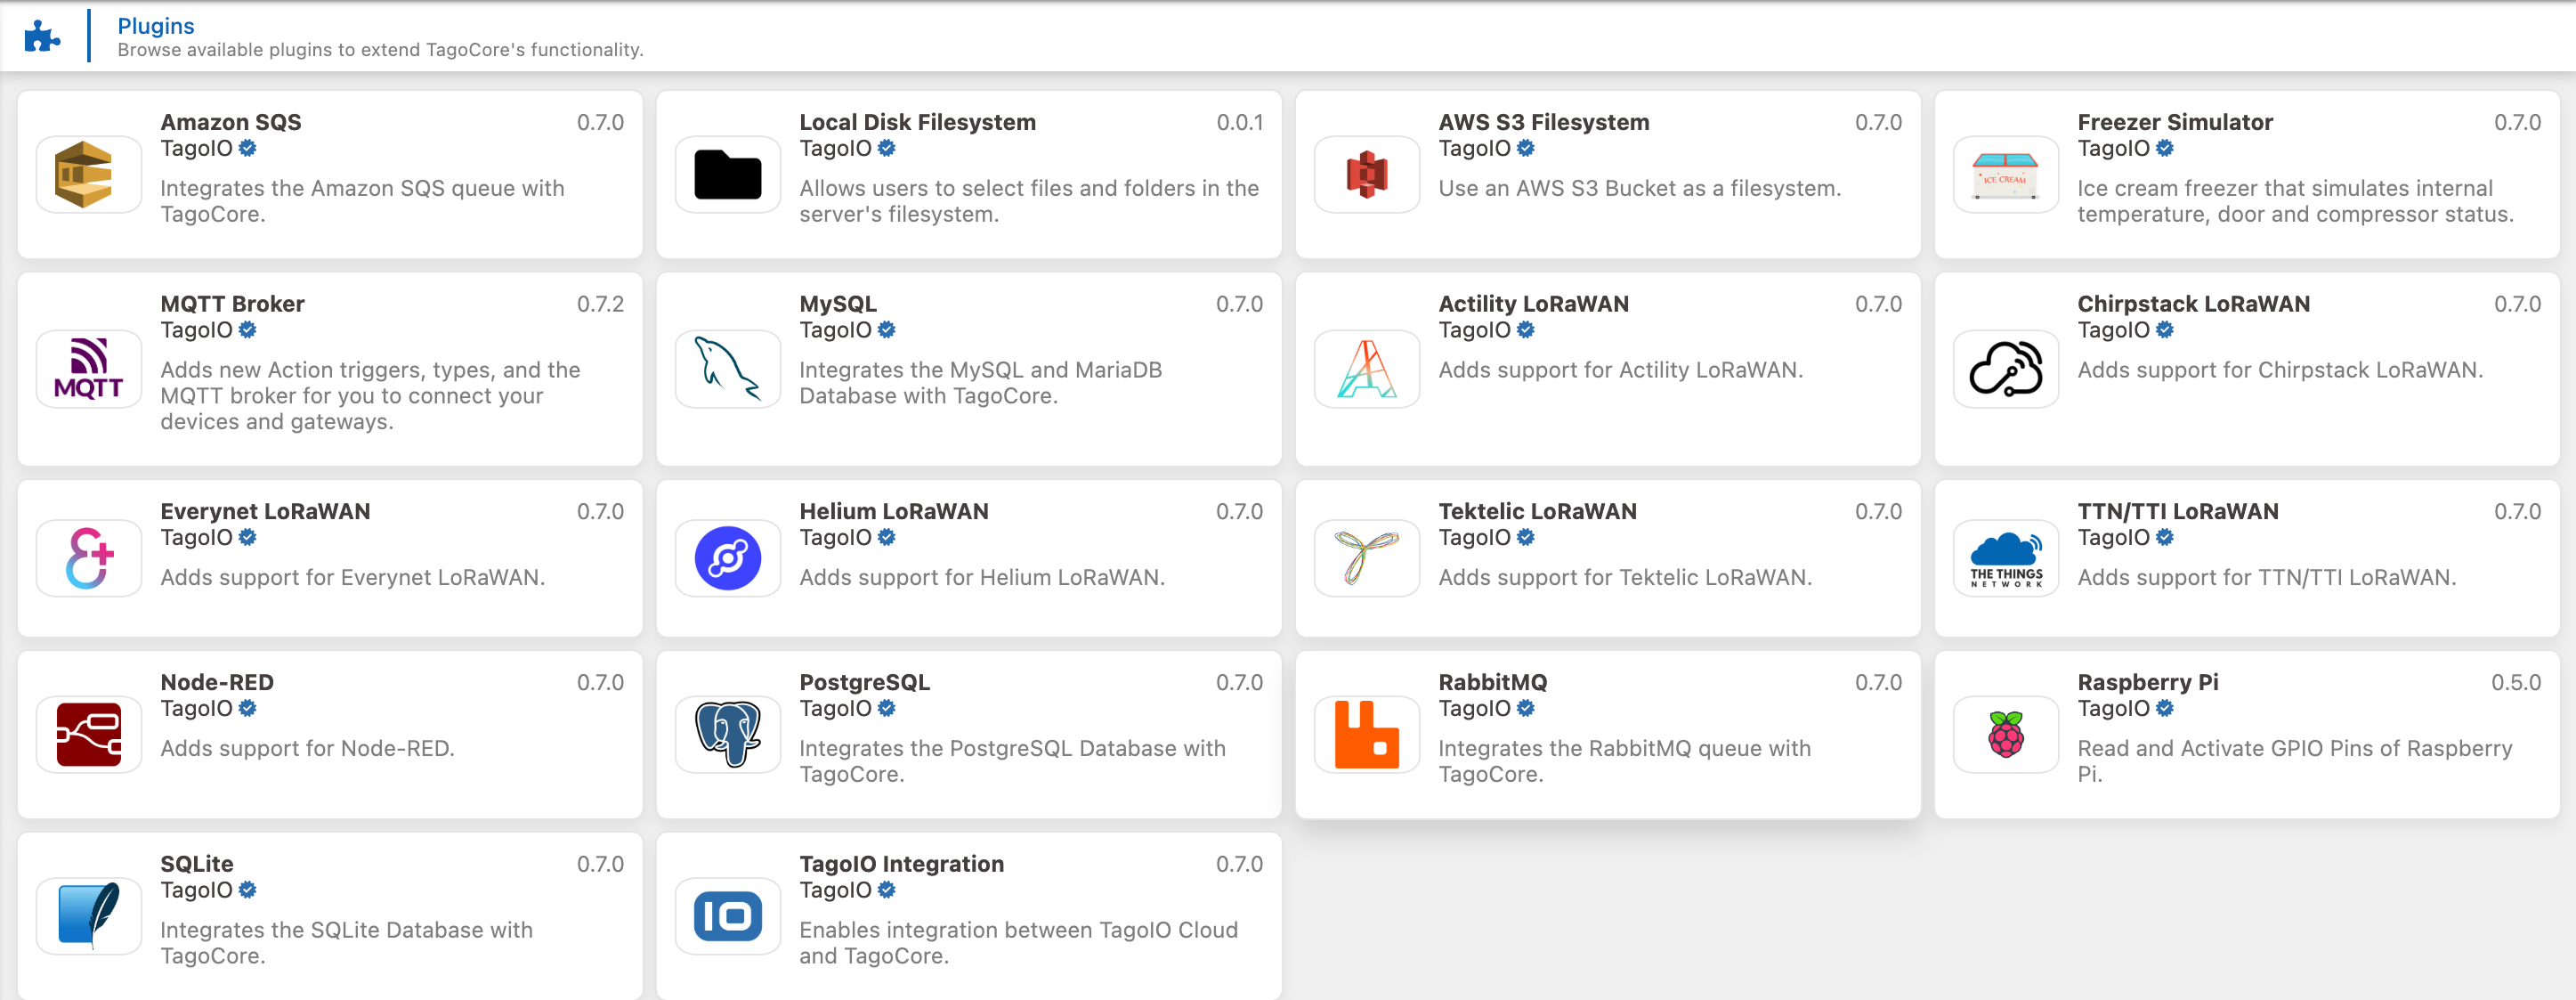 Plugins
Browse available plugins to extend TagoCore's functionality.
Amazon SQS
0.7.0
TagoIO
Integrates the Amazon SQS queue with
TagoCore.
Local Disk Filesystem
0.0.1
TagoIO
Allows users to select files and folders in the
server's filesystem.
AWS S3 Filesystem
0.7.0
TagoIO
Use an AWS S3 Bucket as a filesystem.
ICE CREAM
Freezer Simulator
0.7.0
TagoIO
Ice cream freezer that simulates internal
temperature, door and compressor status.
MQTT
MQTT Broker
0.7.2
TagoIO
Adds new Action triggers, types, and the
MQTT broker for you to connect your
devices and gateways.
MySQL
0.7.0
TagoIO
Integrates the MySQL and MariaDB
Database with TagoCore.
Actility LoRaWAN
0.7.0
TagoIO
Adds support for Actility LoRaWAN.
Chirpstack LoRaWAN
0.7.0
TagoIO
Adds support for Chirpstack LoRaWAN.
Everynet LoRaWAN
0.7.0
TagoIO
Adds support for Everynet LoRaWAN.
Helium LoRaWAN
0.7.0
TagoIO
Adds support for Helium LoRaWAN.
Tektelic LoRaWAN
0.7.0
TagoIO
Adds support for Tektelic LoRaWAN.
THE THINGS
NETWORK
TTN/TTI LoRaWAN
0.7.0
TagoIO
Adds support for TTN/TTI LoRaWAN.
Node-RED
0.7.0
TagoIO
Adds support for Node-RED.
PostgreSQL
0.7.0
TagoIO
Integrates the PostgreSQL Database with
TagoCore.
RabbitMQ
0.7.0
TagoIO
Integrates the RabbitMQ queue with
TagoCore.
Raspberry Pi
0.5.0
TagoIO
Read and Activate GPIO Pins of Raspberry
Pi.
SQLite
0.7.0
TagoIO
Integrates the SQLite Database with
TagoCore.
IO
TagoIO Integration
0.7.0
TagoIO
Enables integration between TagoIO Cloud
and TagoCore.